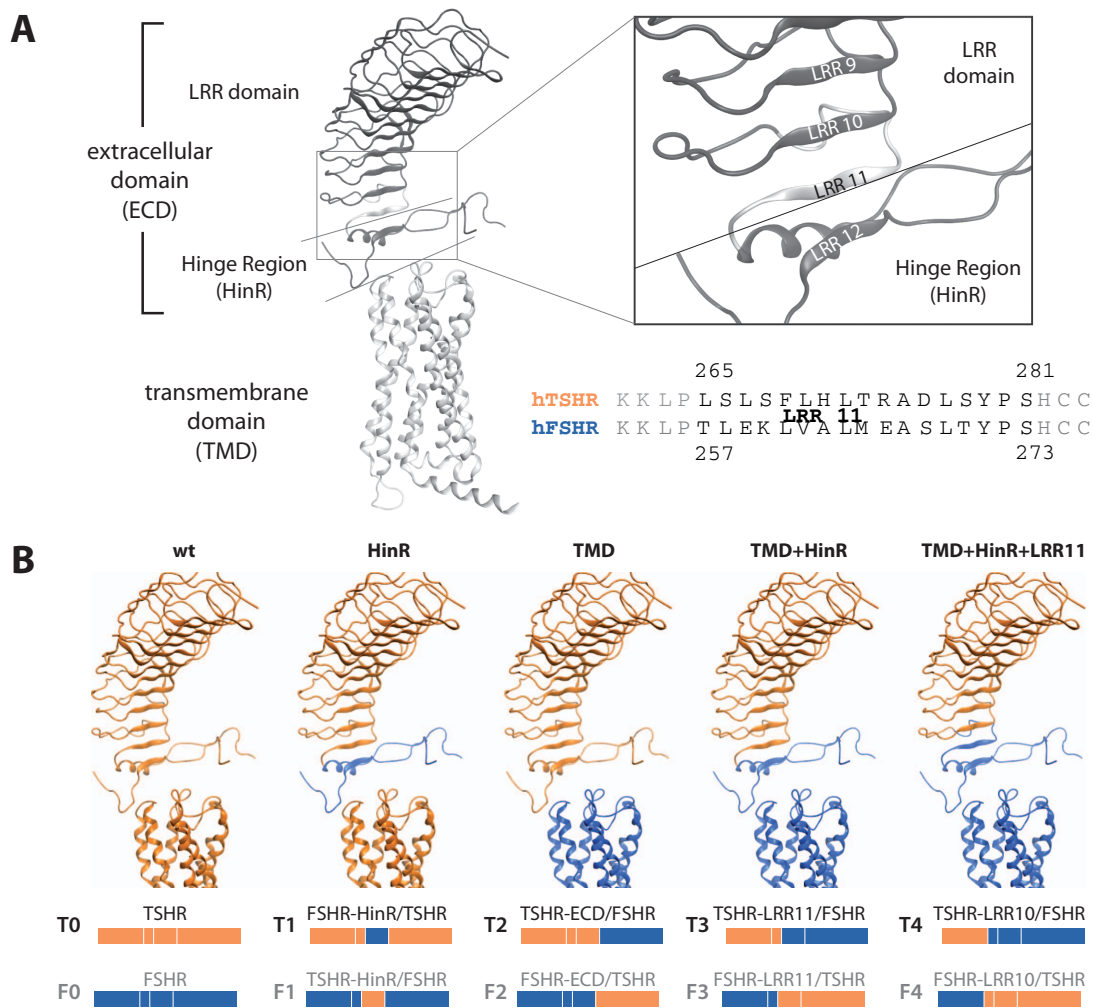 A
extracellular
domain
(ECD)
LRR domain
Hinge Region
(HinR)
transmembrane
domain
(TMD)
LRR 9
LRR 10
LRR 11
LRR 12
LRR
domain
Hinge Region
(HinR)
265 281
hTSHR KKLPLSLSFLHLTRADLSYPSHCC
LRR 11
hFSHR KKLPTLEKLVALMEASLTYPSHCC
257 273
B
wt HinR TMD TMD+HinR TMD+HinR+LRR11
T0 TSHR T1 FSHR-HinR/TSHR T2 TSHR-ECD/FSHR T3 TSHR-LRR11/FSHR T4 TSHR-LRR10/FSHR
F0 FSHR F1 TSHR-HinR/FSHR F2 FSHR-ECD/TSHR F3 FSHR-LRR11/TSHR F4 FSHR-LRR10/TSHR